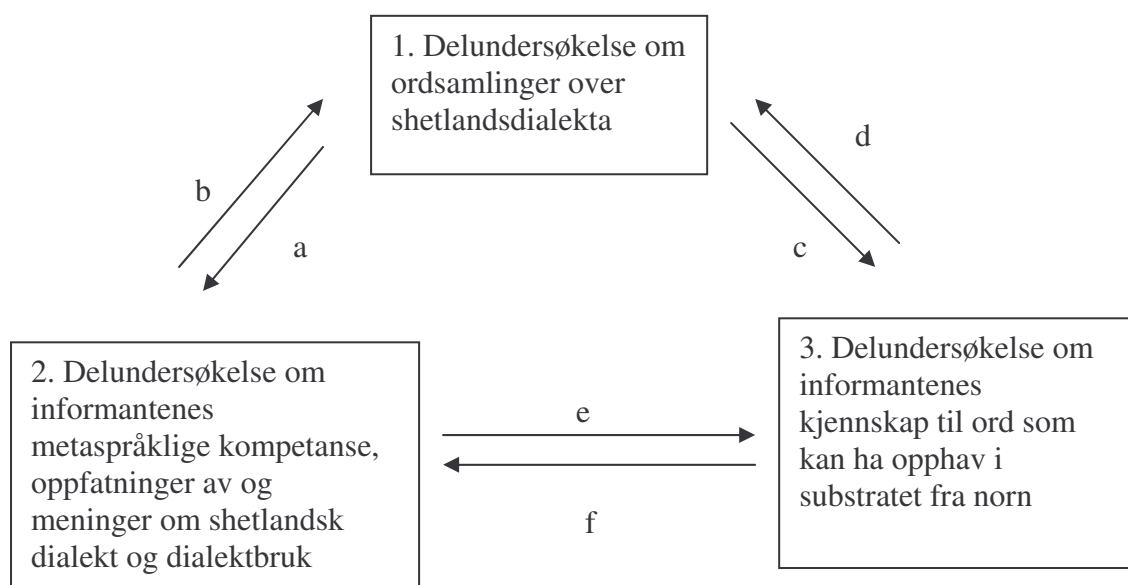 1. Delundersøkelse om
ordsamlinger over
shetlandsdialekta
b
a
d
c
2. Delundersøkelse om
informantenes
metaspråklige kompetanse,
oppfatninger av og
meninger om shetlandsk
dialekt og dialektbruk
e
f
3. Delundersøkelse om
informantenes
kjennskap til ord som
kan ha opphav i
substratet fra norn